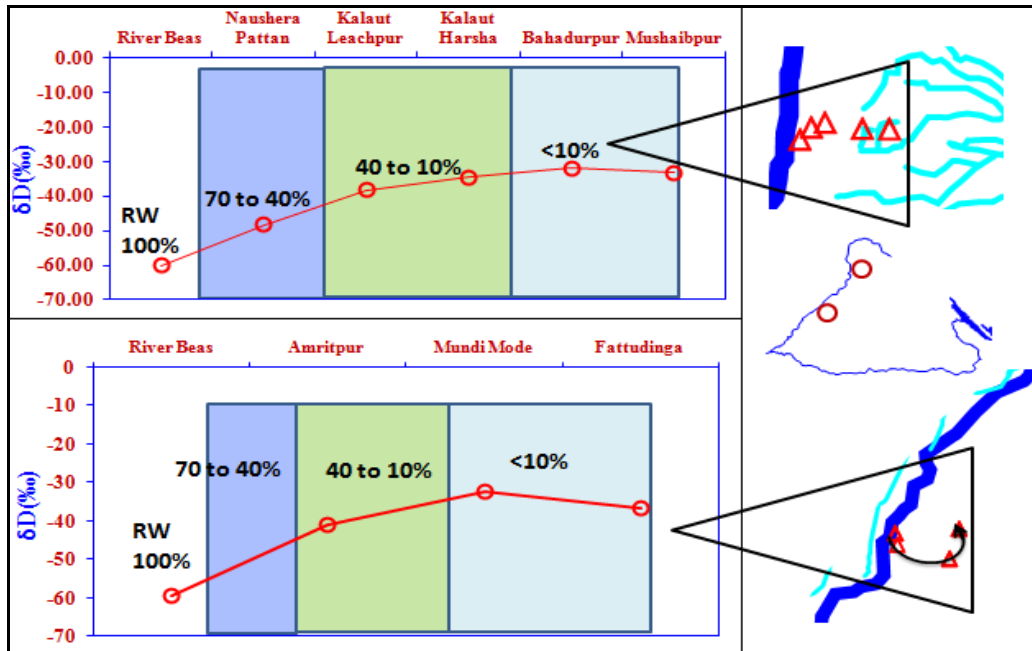 River Beas
Naushera
Pattan
Kalaut
Leachpur
Kalaut
Harsha
Bahadurpur
Mushaibpur
0.00
-10.00
-20.00
-30.00
-40.00
-50.00
-60.00
-70.00
δD(‰)
RW
100%
70 to 40%
40 to 10%
<10%
River Beas
Amritpur
Mundi Mode
Fattudinga
0
-10
-20
-30
-40
-50
-60
-70
δD(‰)
RW
100%
70 to 40%
40 to 10%
<10%